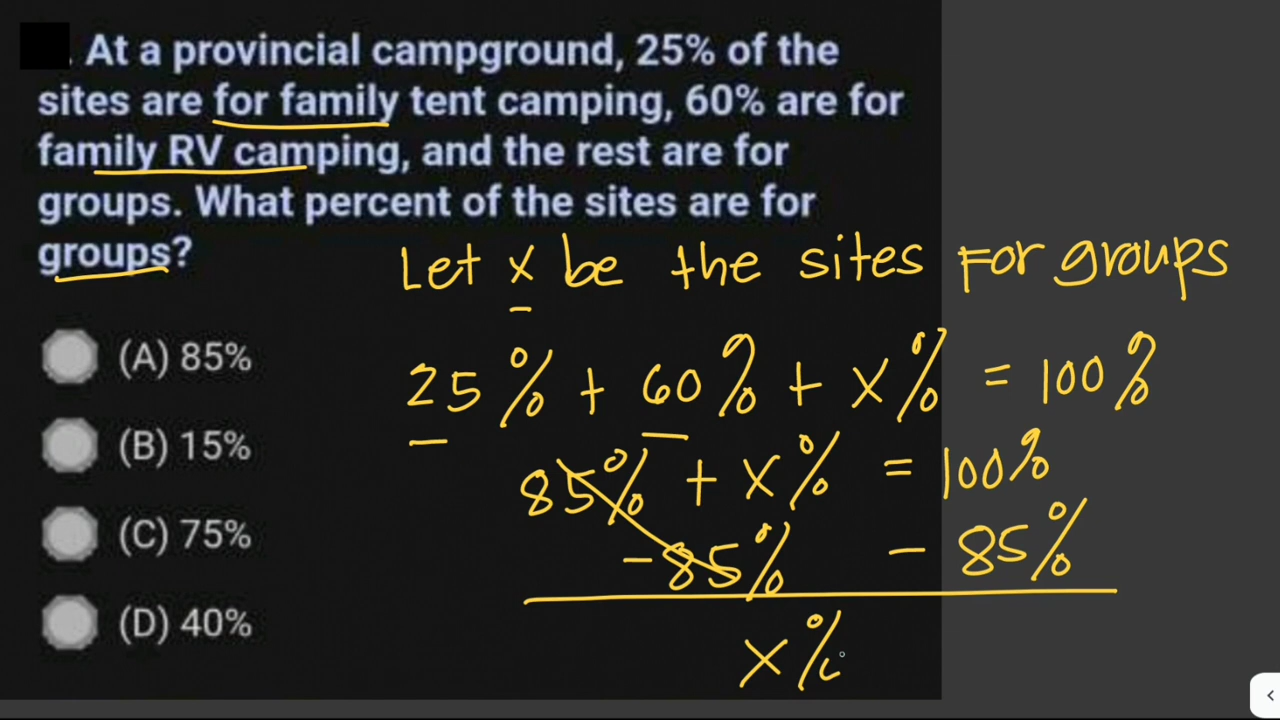 . At a provincial campground, 25% of the
sites are for family tent camping, 60% are for
family RV camping, and the rest are for
groups. What percent of the sites are for
groups?
Let x be the sites for groups
(A) 85%
25% + 60% + x% = 100%
(B) 15%
85% + x% = 100%
(C) 75%
-85% - 85%
(D) 40%
x%
<